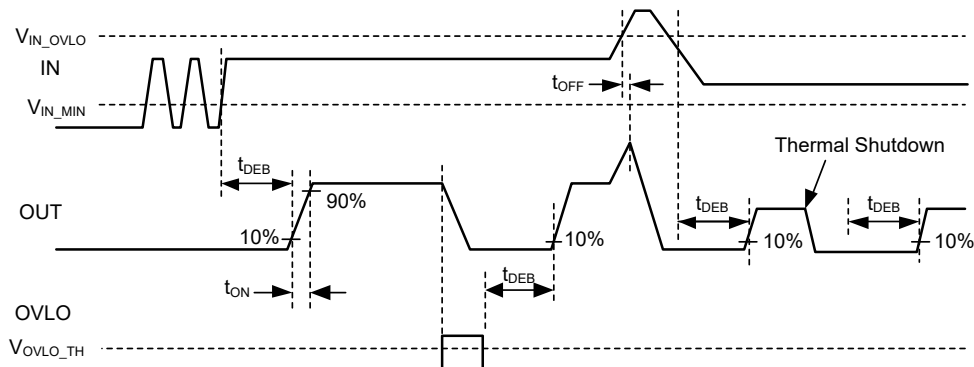 V_IN_OVLO
IN
t_OFF
V_IN_MIN
Thermal Shutdown
t_DEB
90%
OUT
t_DEB
t_DEB
10%
10%
10%
10%
t_DEB
t_ON
OVLO
V_OVLO_TH